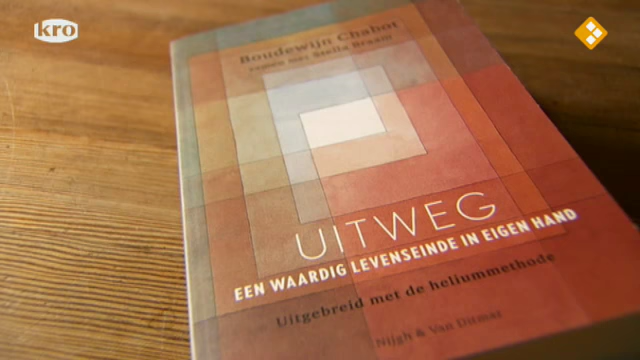 kro
Boudewijn Chabot
samen met Stella Braam
UITWEG
EEN WAARDIG LEVENSEINDE IN EIGEN HAND
Uitgebreid met de heliummethode
Nijgh & Van Ditmar